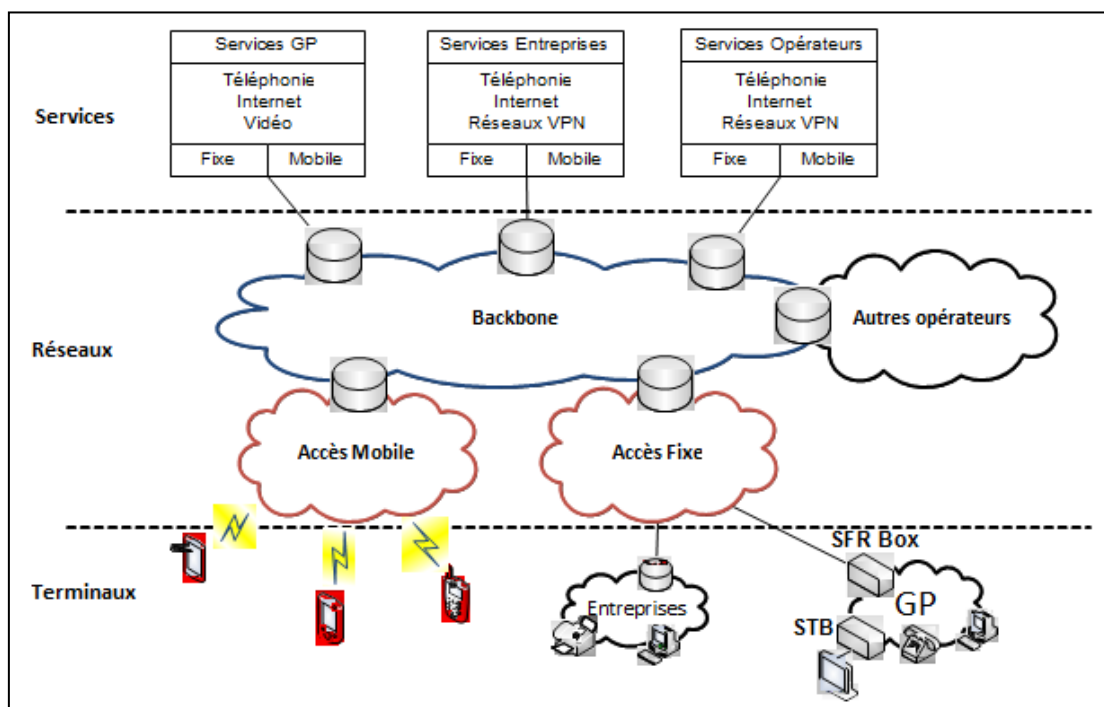 Services GP
Services Entreprises
Services Opérateurs
Téléphonie
Internet
Vidéo
Téléphonie
Internet
Réseaux VPN
Téléphonie
Internet
Réseaux VPN
Services
Fixe
Mobile
Fixe
Mobile
Fixe
Mobile
Backbone
Autres opérateurs
Réseaux
Accès Mobile
Accès Fixe
SFR Box
Terminaux
Entreprises
GP
STB